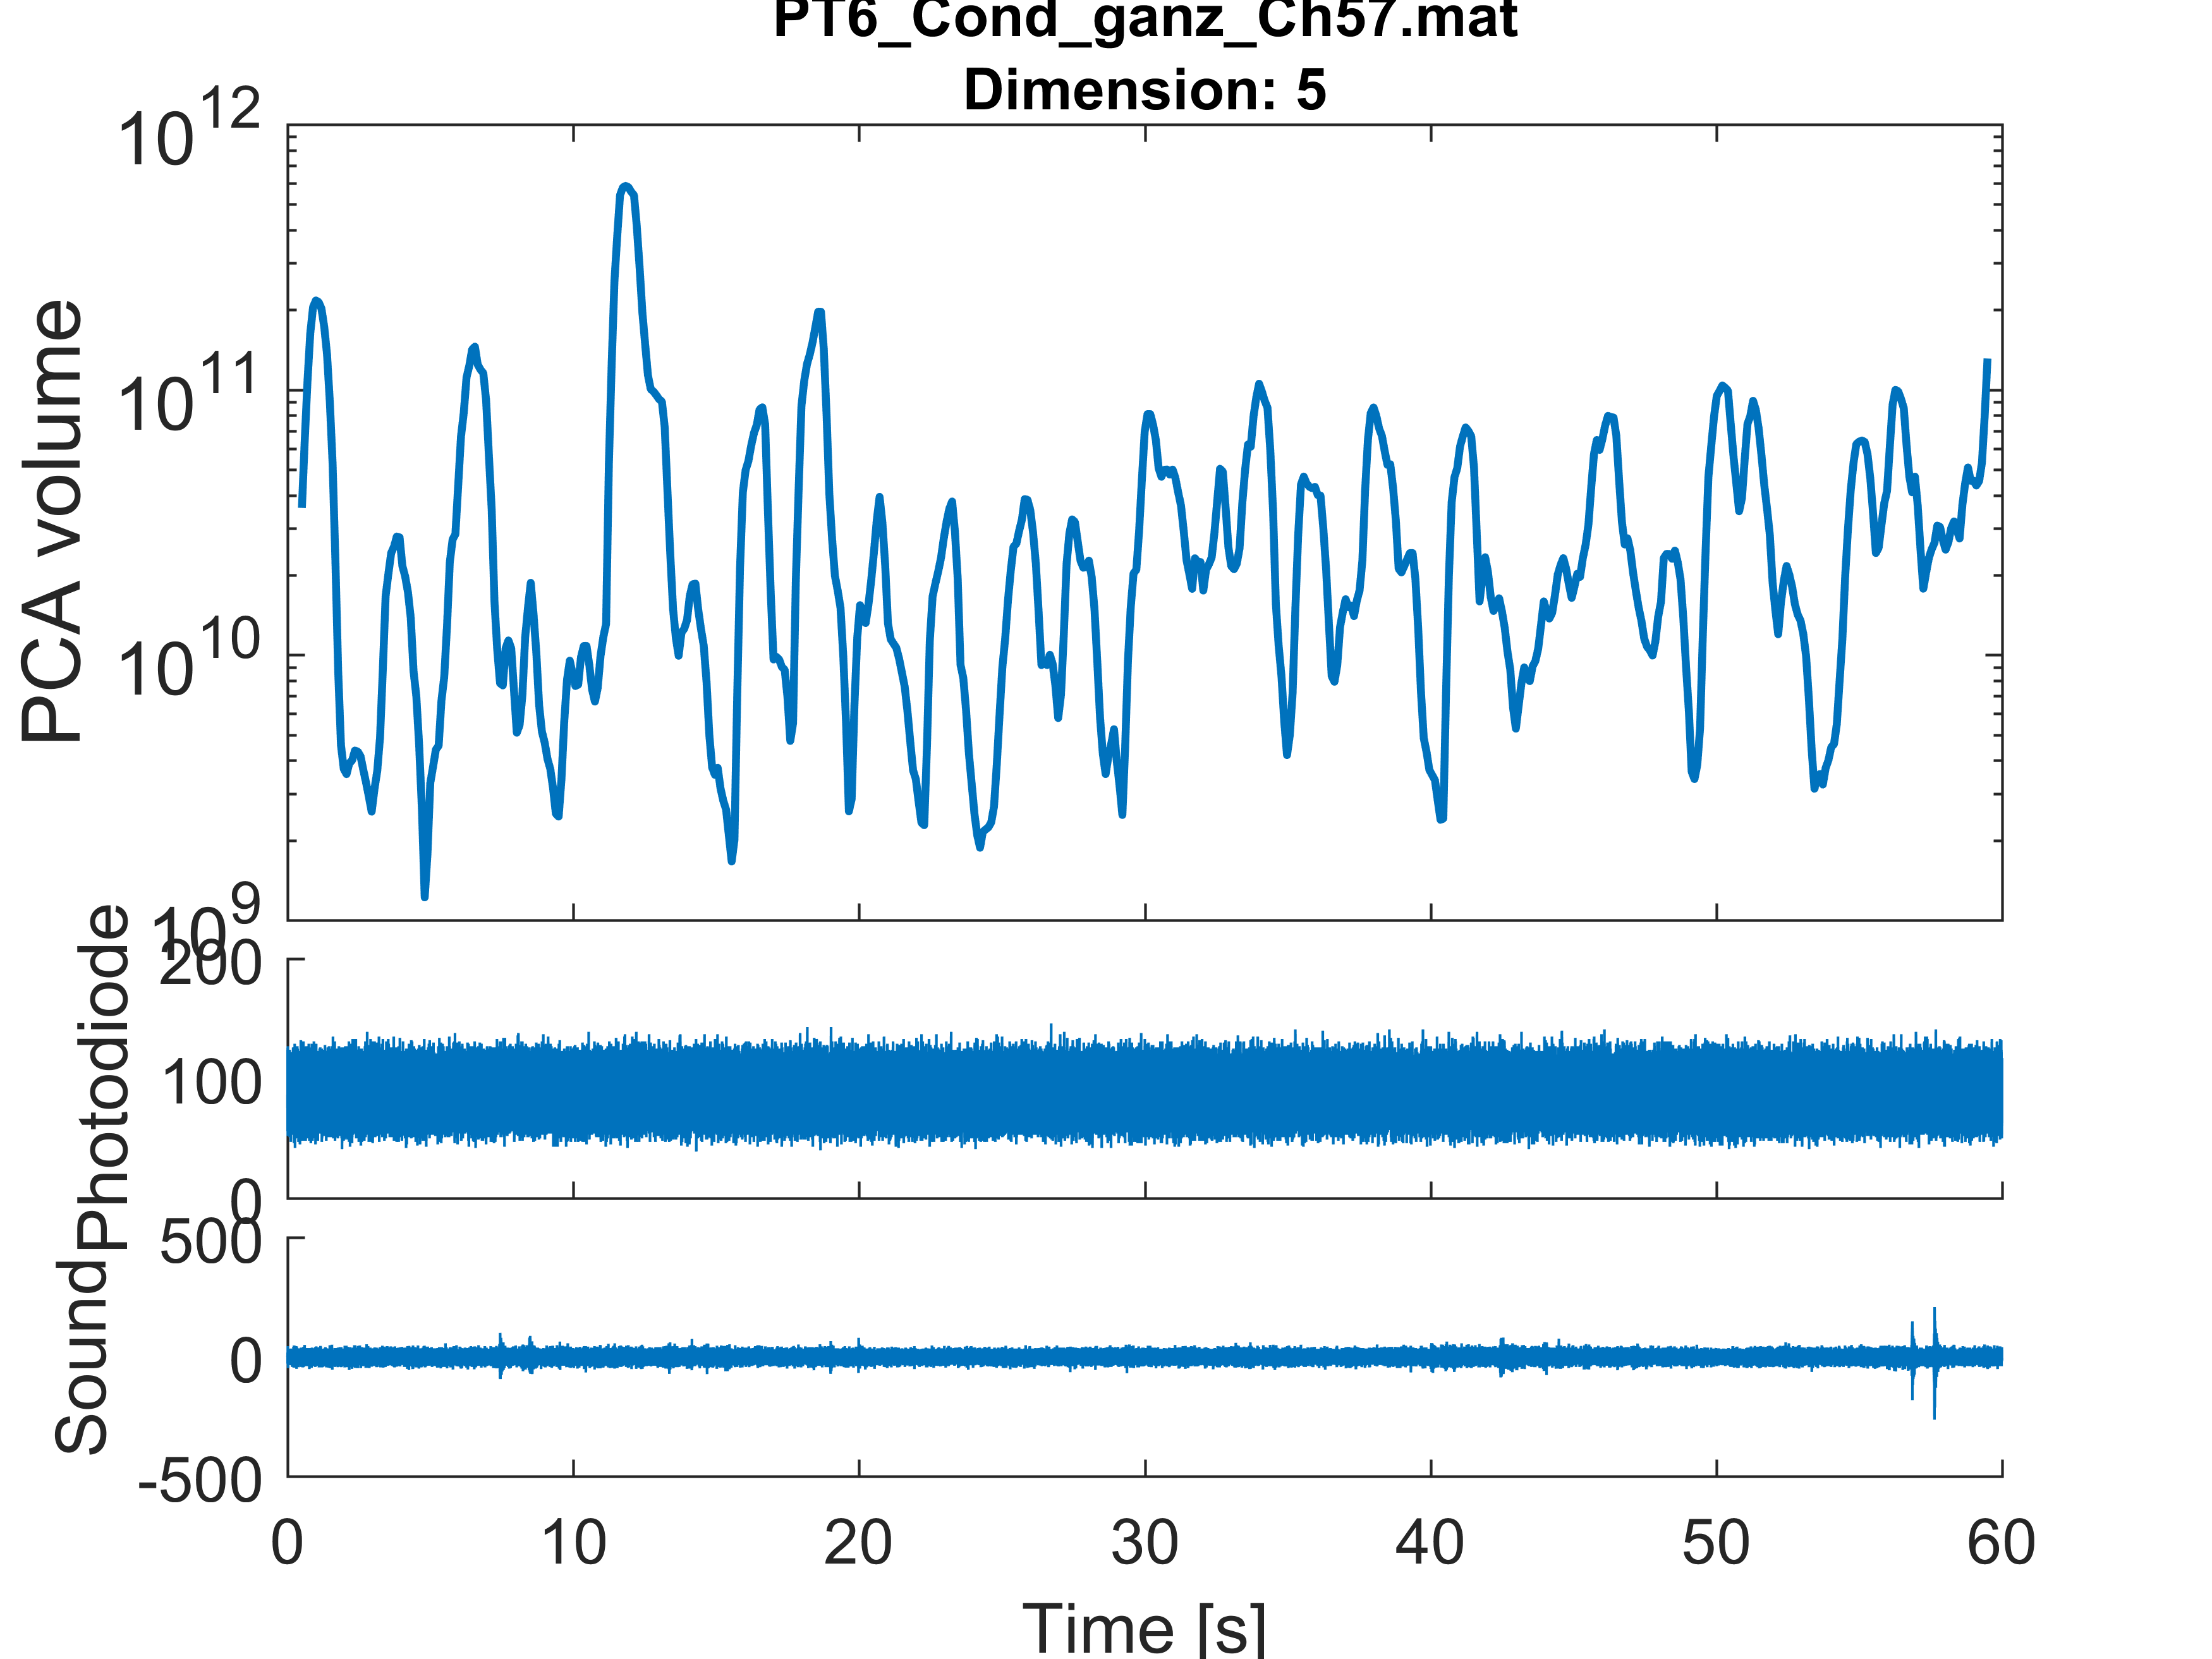 PT6_Cond_ganz_Ch57.mat
Dimension: 5
PCA volume
10^12
10^11
10^10
10^9
Photodiode
200
100
0
Sound
500
0
-500
0 10 20 30 40 50 60
Time [s]